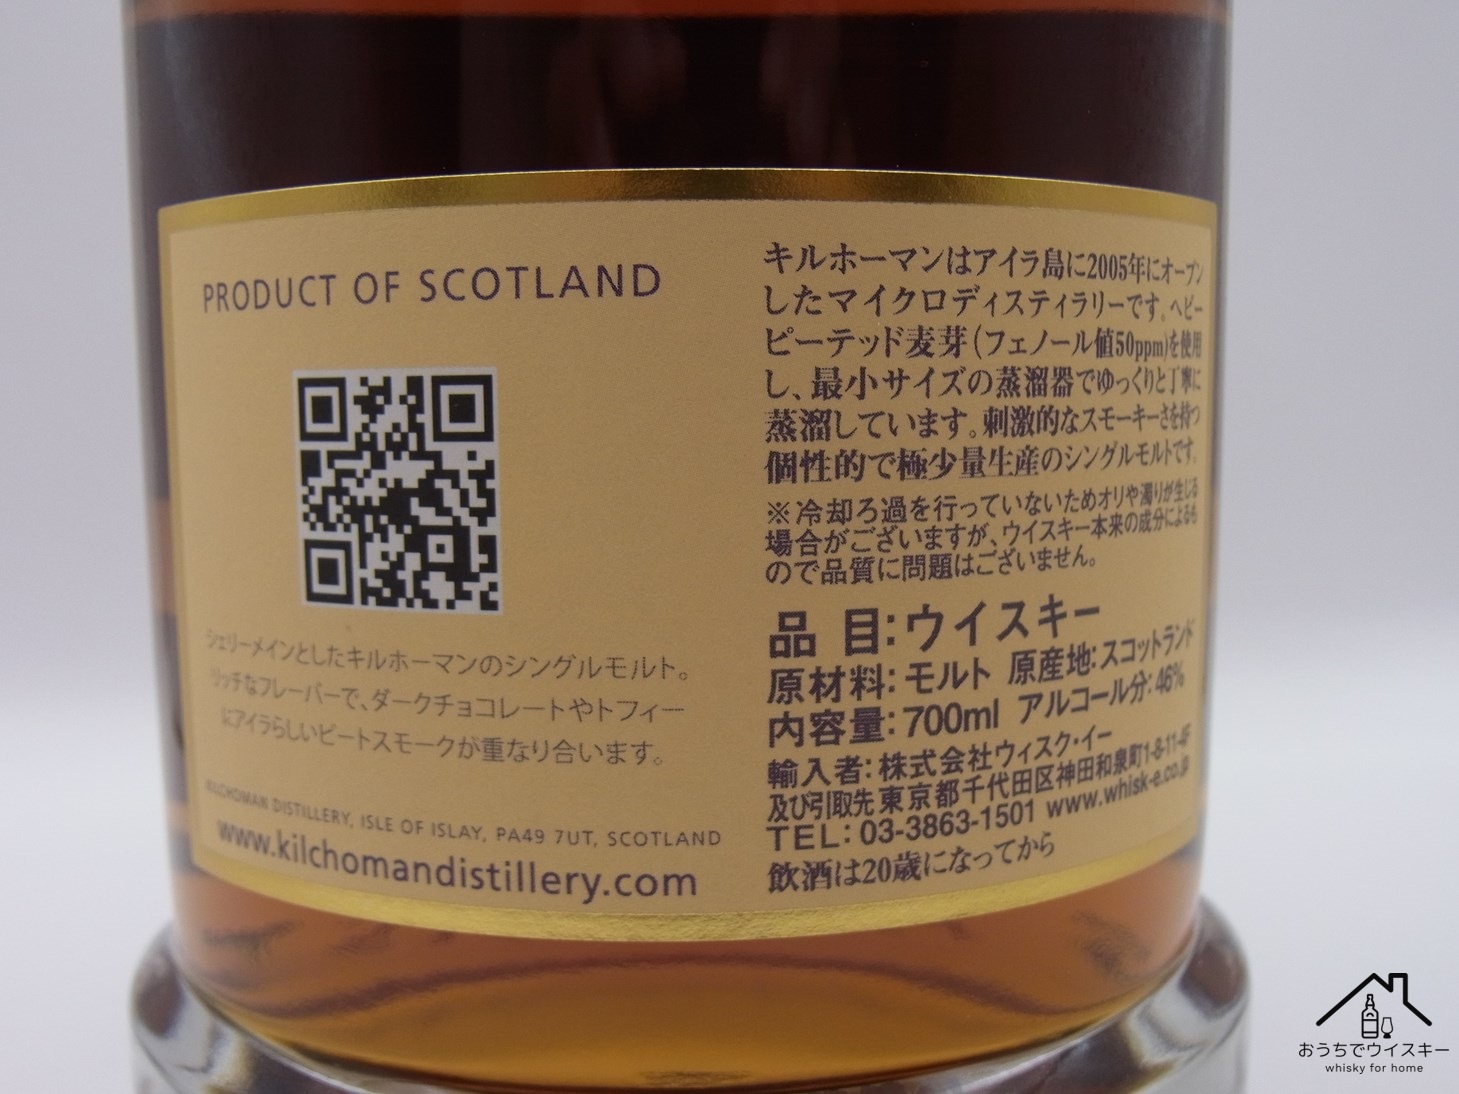 PRODUCT OF SCOTLAND
シェリーメインとしたキルホーマンのシングルモルト。
リッチなフレーバーで、ダークチョコレートやトフィー
にアイラらしいピートスモークが重なり合います。
KILCHOMAN DISTILLERY, ISLE OF ISLAY, PA49 7UT, SCOTLAND
www.kilchomandistillery.com
キルホーマンはアイラ島に2005年にオープン
したマイクロディスティラリーです。ヘビー
ピーテッド麦芽(フェノール値50ppm)を使用
し、最小サイズの蒸溜器でゆっくりと丁寧に
蒸溜しています。刺激的なスモーキーさを持つ
個性的で極少量生産のシングルモルトです。
※冷却ろ過を行っていないためオリや濁りが生じる
場合がございますが、ウイスキー本来の成分によるも
ので品質に問題はございません。
品 目:ウイスキー
原材料:モルト 原産地:スコットランド
内容量:700ml アルコール分:46%
輸入者:株式会社ウィスク・イー
及び引取先 東京都千代田区神田和泉町1-8-11-4F
TEL:03-3863-1501 www.whisk-e.co.jp
飲酒は20歳になってから
おうちでウイスキー
whisky for home